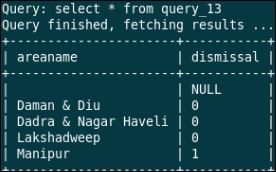 Query: select * from query_13
Query finished, fetching results ...
+--------------------+-----------+
| areaname | dismissal |
+--------------------+-----------+
| | NULL |
| Daman & Diu | 0 |
| Dadra & Nagar Haveli | 0 |
| Lakshadweep | 0 |
| Manipur | 1 |
+--------------------+-----------+